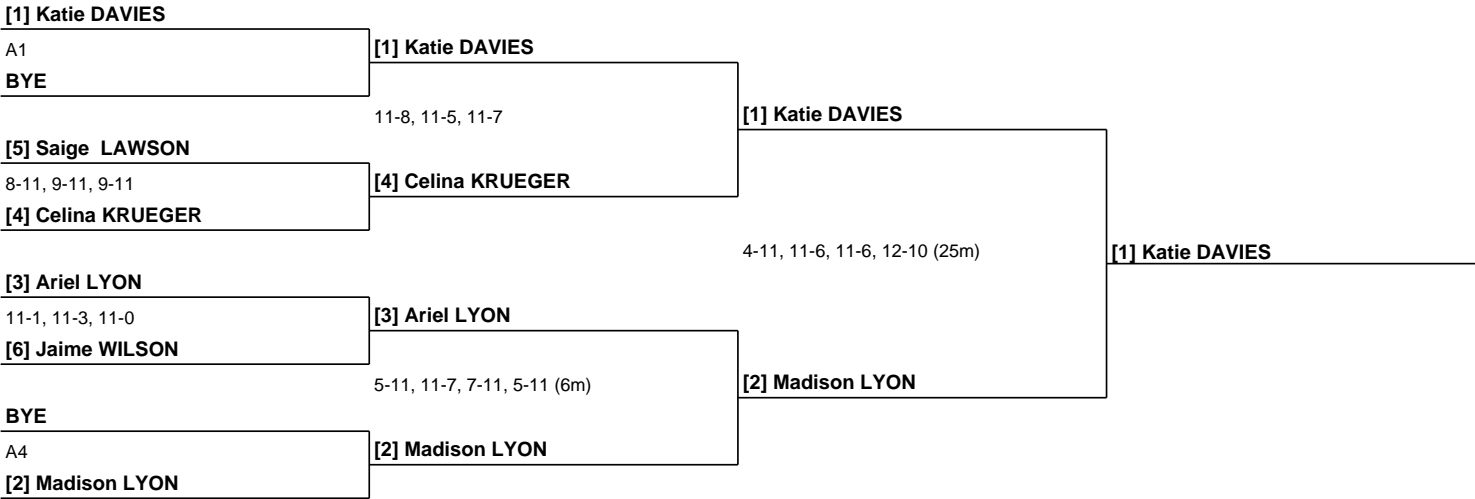 [1] Katie DAVIES
A1
[1] Katie DAVIES
BYE
11-8, 11-5, 11-7
[1] Katie DAVIES
[5] Saige  LAWSON
8-11, 9-11, 9-11
[4] Celina KRUEGER
[4] Celina KRUEGER
4-11, 11-6, 11-6, 12-10 (25m)
[1] Katie DAVIES
[3] Ariel LYON
11-1, 11-3, 11-0
[3] Ariel LYON
[6] Jaime WILSON
5-11, 11-7, 7-11, 5-11 (6m)
[2] Madison LYON
BYE
A4
[2] Madison LYON
[2] Madison LYON